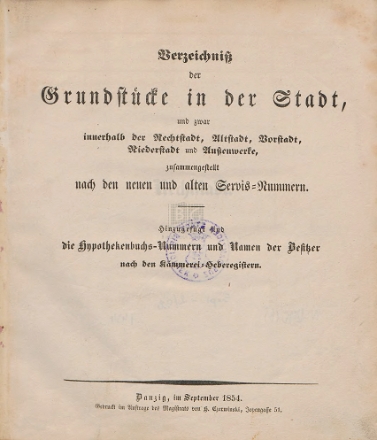 Verzeichniß
der
Grundstücke in der Stadt,
und zwar
innerhalb der Rechtstadt, Altstadt, Vorstadt,
Niederstadt und Außenwerke,
zusammengestellt
nach den neuen und alten Servis-Nummern.
Hinzugefügt sind
die Hypothekenbuchs-Nummern und Namen der Besitzer
nach den Kämmerei-Heberegistern.
Danzig, im September 1854.
Gedruckt im Auftrage des Magistrats von H. Czerwinski, Jopengasse 51.